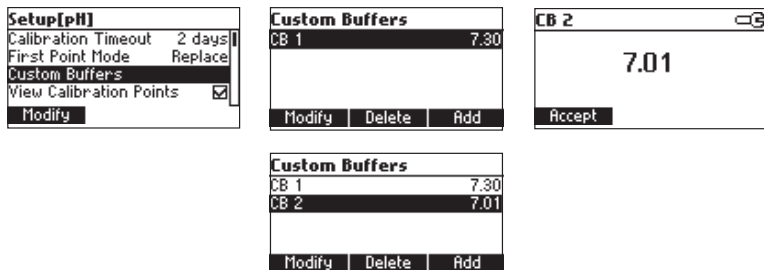 Setup[pH]
Calibration Timeout 2 days
First Point Mode Replace
Custom Buffers
View Calibration Points
Modify
Custom Buffers
CB 1 7.30
Modify Delete Add
CB 2
7.01
Accept
Custom Buffers
CB 1 7.30
CB 2 7.01
Modify Delete Add